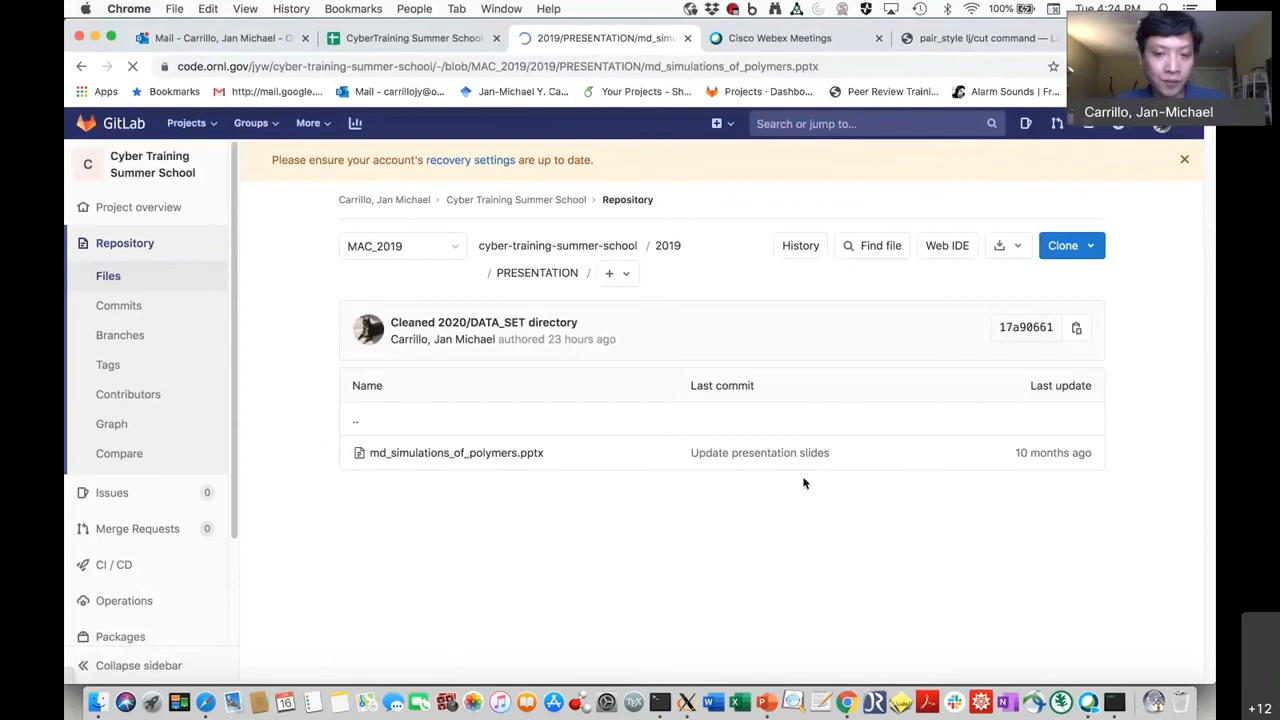 Chrome File Edit View History Bookmarks People Tab Window Help 100% Tue 4:24 PM
Mail - Carrillo, Jan Michael - O
CyberTraining Summer School
2019/PRESENTATION/md_simu
Cisco Webex Meetings
pair_style lj/cut command — L
code.ornl.gov/jyw/cyber-training-summer-school/-/blob/MAC_2019/2019/PRESENTATION/md_simulations_of_polymers.pptx
Apps Bookmarks http://mail.google... Mail - carrillojy@o... Jan-Michael Y. Ca... Your Projects - Sh... Projects · Dashbo... Peer Review Traini... Alarm Sounds | Fr...
Carrillo, Jan-Michael
GitLab Projects Groups More Search or jump to...
C
Cyber Training
Summer School
Please ensure your account's recovery settings are up to date.
Project overview
Repository
Files
Commits
Branches
Tags
Contributors
Graph
Compare
Issues 0
Merge Requests 0
CI / CD
Operations
Packages
Collapse sidebar
Carrillo, Jan Michael > Cyber Training Summer School > Repository
MAC_2019 cyber-training-summer-school / 2019
/ PRESENTATION /
History Find file Web IDE Clone
Cleaned 2020/DATA_SET directory
Carrillo, Jan Michael authored 23 hours ago
17a90661
Name Last commit Last update
..
md_simulations_of_polymers.pptx Update presentation slides 10 months ago
+12